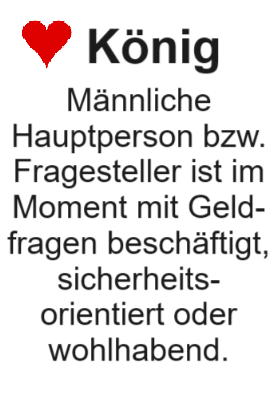 König
Männliche
Hauptperson bzw.
Fragesteller ist im
Moment mit Geld-
fragen beschäftigt,
sicherheits-
orientiert oder
wohlhabend.